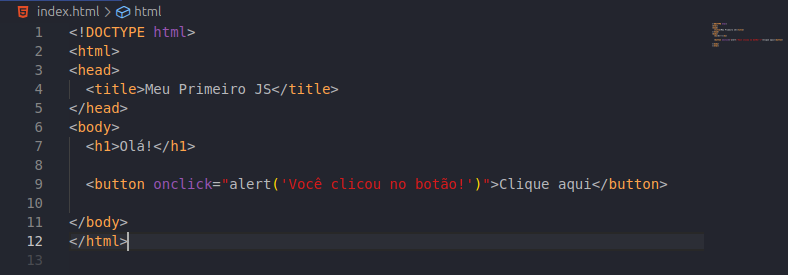 index.html > html
1 <!DOCTYPE html>
2 <html>
3 <head>
4   <title>Meu Primeiro JS</title>
5 </head>
6 <body>
7   <h1>Olá!</h1>
8
9   <button onclick="alert('Você clicou no botão!')">Clique aqui</button>
10
11 </body>
12 </html>
13